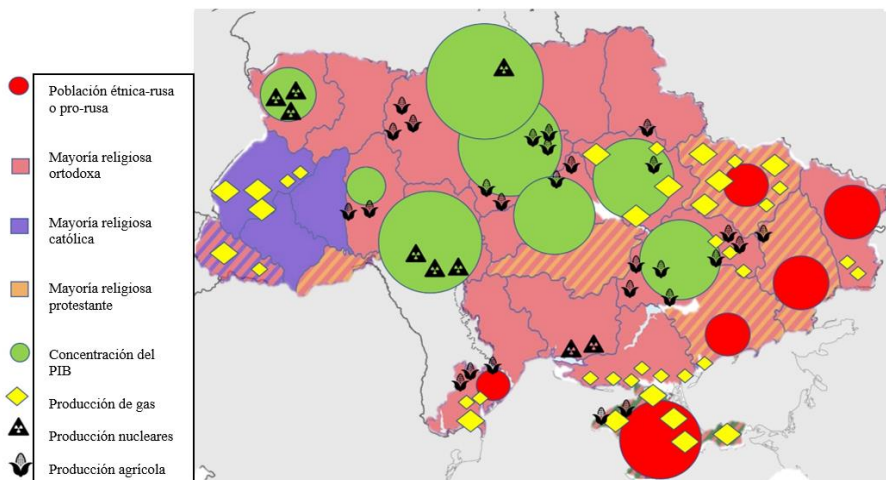 Población étnica-rusa
o pro-rusa
Mayoría religiosa
ortodoxa
Mayoría religiosa
católica
Mayoría religiosa
protestante
Concentración del
PIB
Producción de gas
Producción nucleares
Producción agrícola